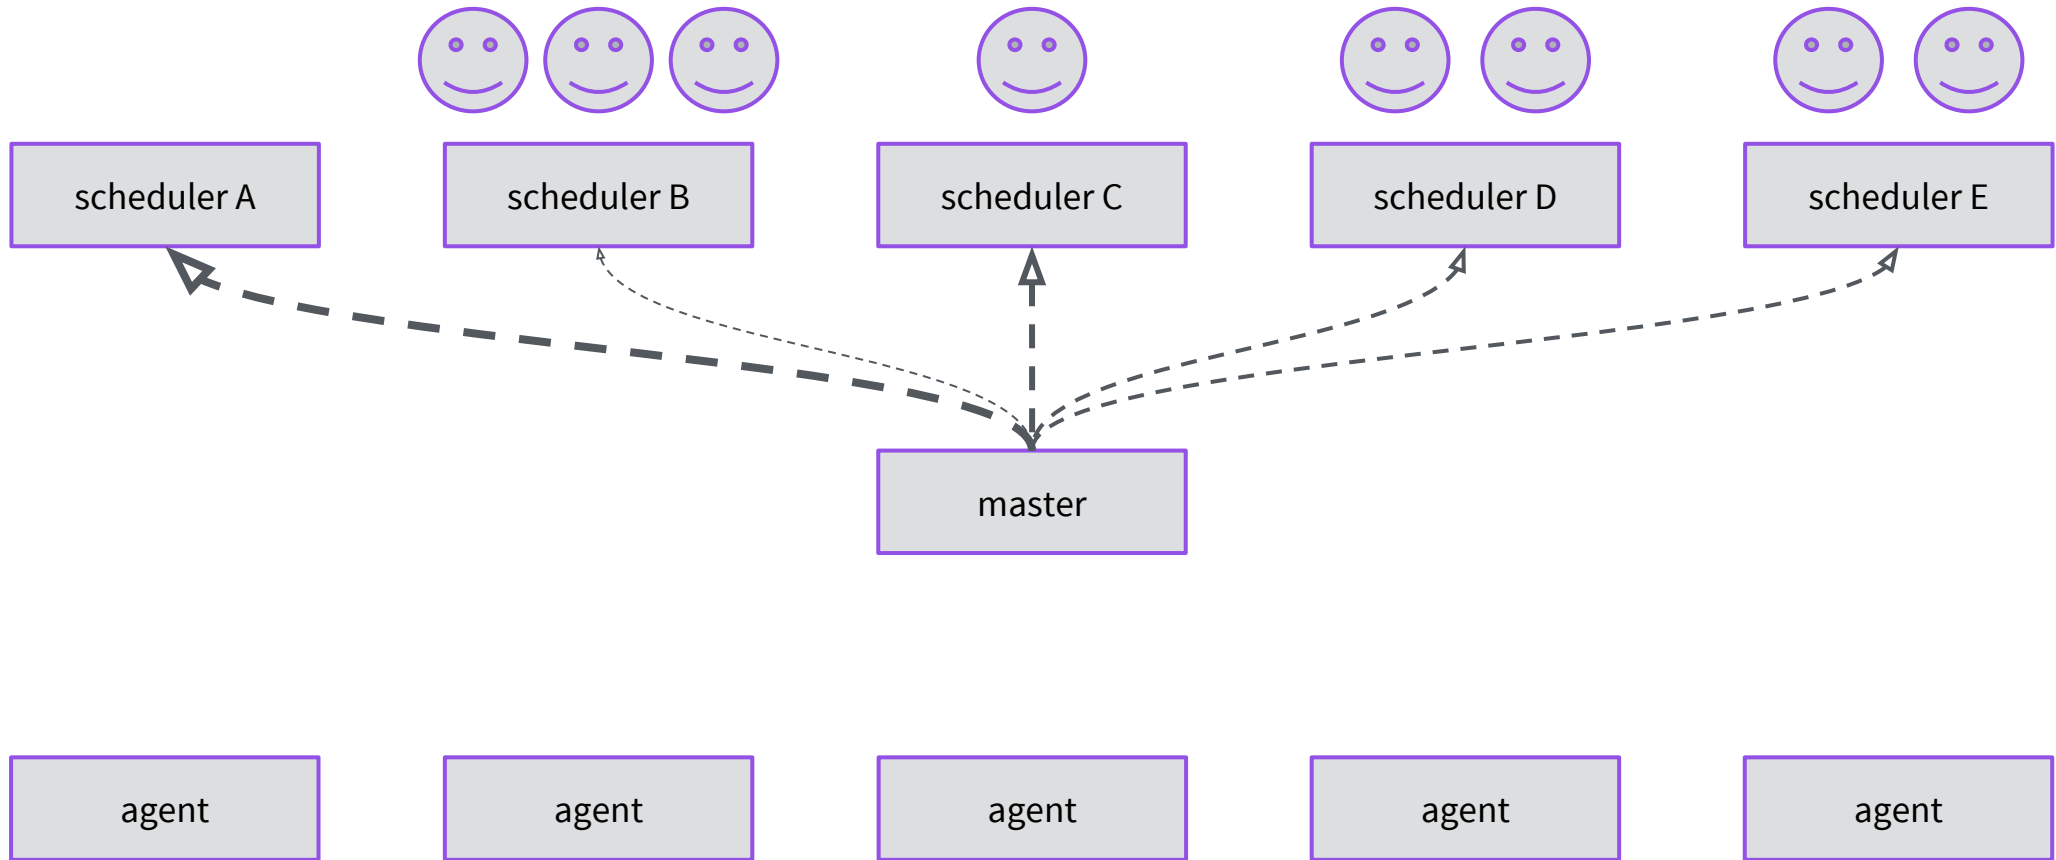 scheduler A
scheduler B
scheduler C
scheduler D
scheduler E
master
agent
agent
agent
agent
agent